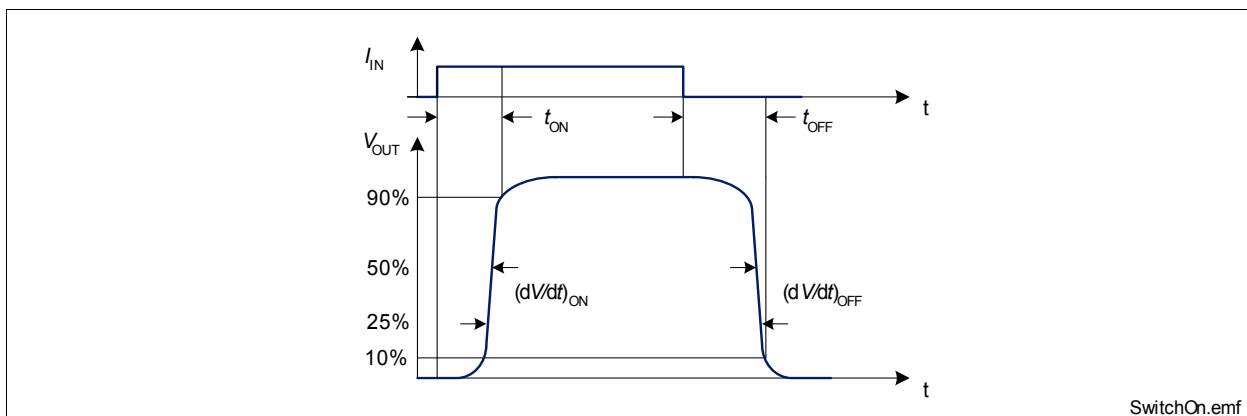 I_IN
t
t_ON
t_OFF
V_OUT
90%
50%
(dV/dt)_ON
(dV/dt)_OFF
25%
10%
t
SwitchOn.emf